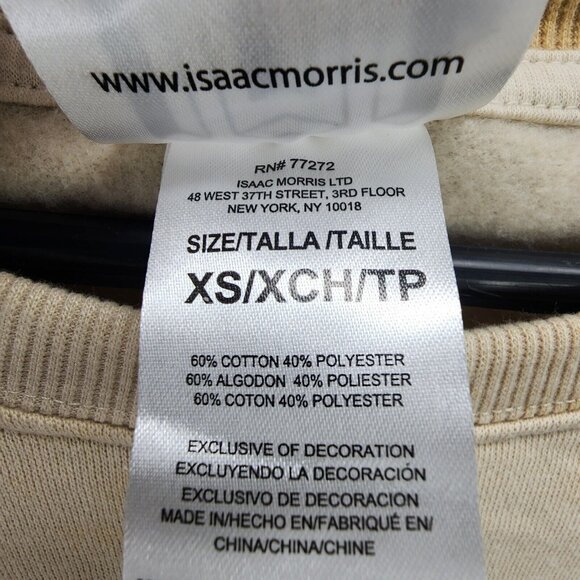 www.isaacmorris.com
RN# 77272
ISAAC MORRIS LTD
48 WEST 37TH STREET, 3RD FLOOR
NEW YORK, NY 10018
SIZE/TALLA /TAILLE
XS/XCH/TP
60% COTTON 40% POLYESTER
60% ALGODON 40% POLIESTER
60% COTON 40% POLYESTER
EXCLUSIVE OF DECORATION
EXCLUYENDO LA DECORACIÓN
EXCLUSIVO DE DECORACION
MADE IN/HECHO EN/FABRIQUÉ EN/
CHINA/CHINA/CHINE